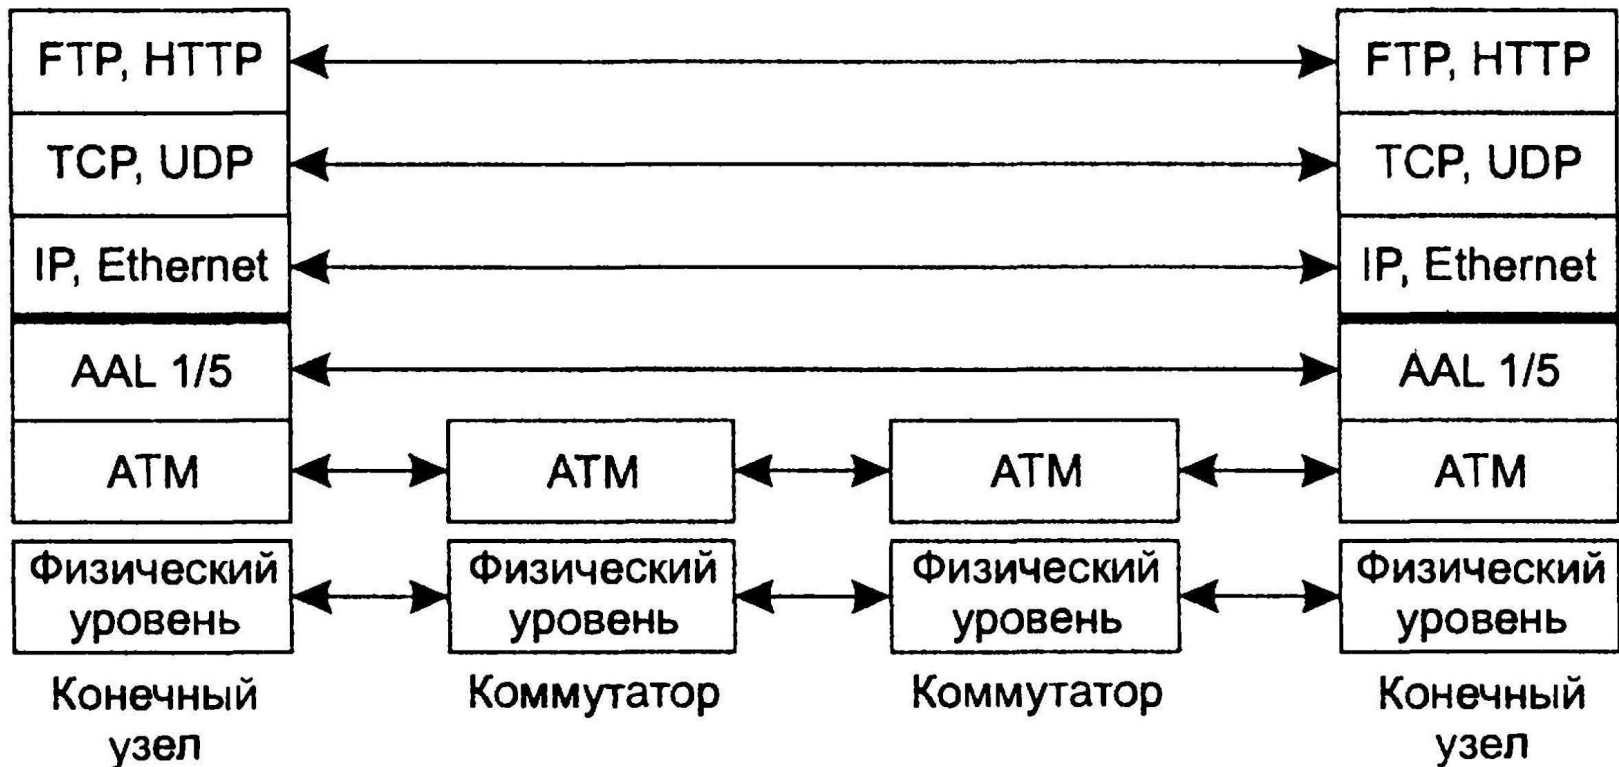 FTP, HTTP
FTP, HTTP
TCP, UDP
TCP, UDP
IP, Ethernet
IP, Ethernet
AAL 1/5
AAL 1/5
ATM
ATM
ATM
ATM
Физический
уровень
Физический
уровень
Физический
уровень
Физический
уровень
Конечный
узел
Коммутатор
Коммутатор
Конечный
узел